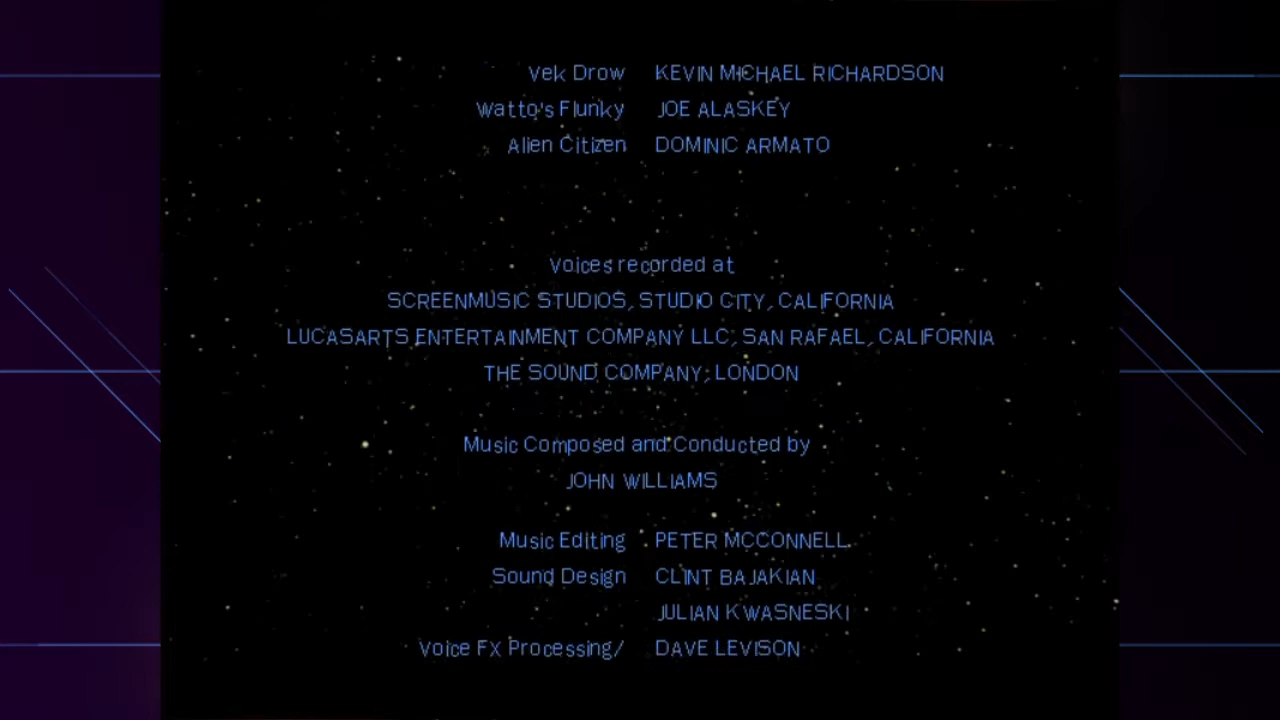 Vek Drow KEVIN MICHAEL RICHARDSON
Watto's Flunky JOE ALASKEY
Alien Citizen DOMINIC ARMATO
Voices recorded at
SCREENMUSIC STUDIOS, STUDIO CITY, CALIFORNIA
LUCASARTS ENTERTAINMENT COMPANY LLC, SAN RAFAEL, CALIFORNIA
THE SOUND COMPANY, LONDON
Music Composed and Conducted by
JOHN WILLIAMS
Music Editing PETER MCCONNELL
Sound Design CLINT BAJAKIAN
JULIAN KWASNESKI
Voice FX Processing/ DAVE LEVISON